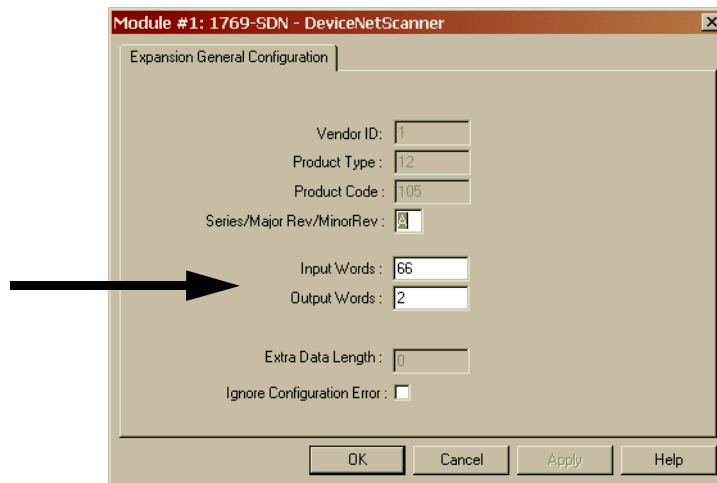 Module #1: 1769-SDN - DeviceNetScanner
Expansion General Configuration
Vendor ID: 1
Product Type : 12
Product Code : 105
Series/Major Rev/MinorRev : A
Input Words : 66
Output Words : 2
Extra Data Length : 0
Ignore Configuration Error :
OK Cancel Apply Help